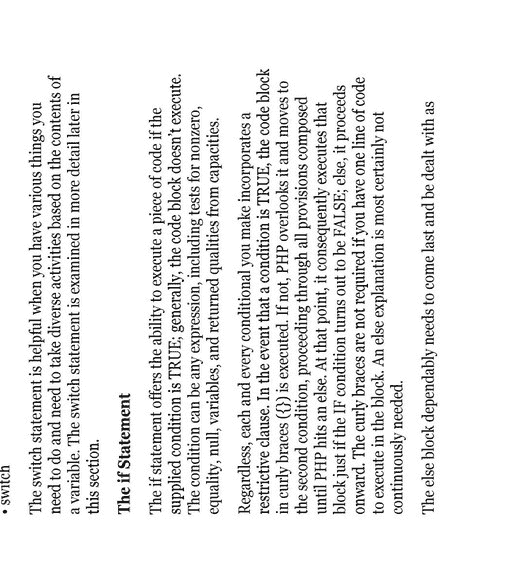 • switch
The switch statement is helpful when you have various things you
need to do and need to take diverse activities based on the contents of
a variable. The switch statement is examined in more detail later in
this section.
The if Statement
The if statement offers the ability to execute a piece of code if the
supplied condition is TRUE; generally, the code block doesn't execute.
The condition can be any expression, including tests for nonzero,
equality, null, variables, and returned qualities from capacities.
Regardless, each and every conditional you make incorporates a
restrictive clause. In the event that a condition is TRUE, the code block
in curly braces ({}) is executed. If not, PHP overlooks it and moves to
the second condition, proceeding through all provisions composed
until PHP hits an else. At that point, it consequently executes that
block just if the IF condition turns out to be FALSE; else, it proceeds
onward. The curly braces are not required if you have one line of code
to execute in the block. An else explanation is most certainly not
continuously needed.
The else block dependably needs to come last and be dealt with as